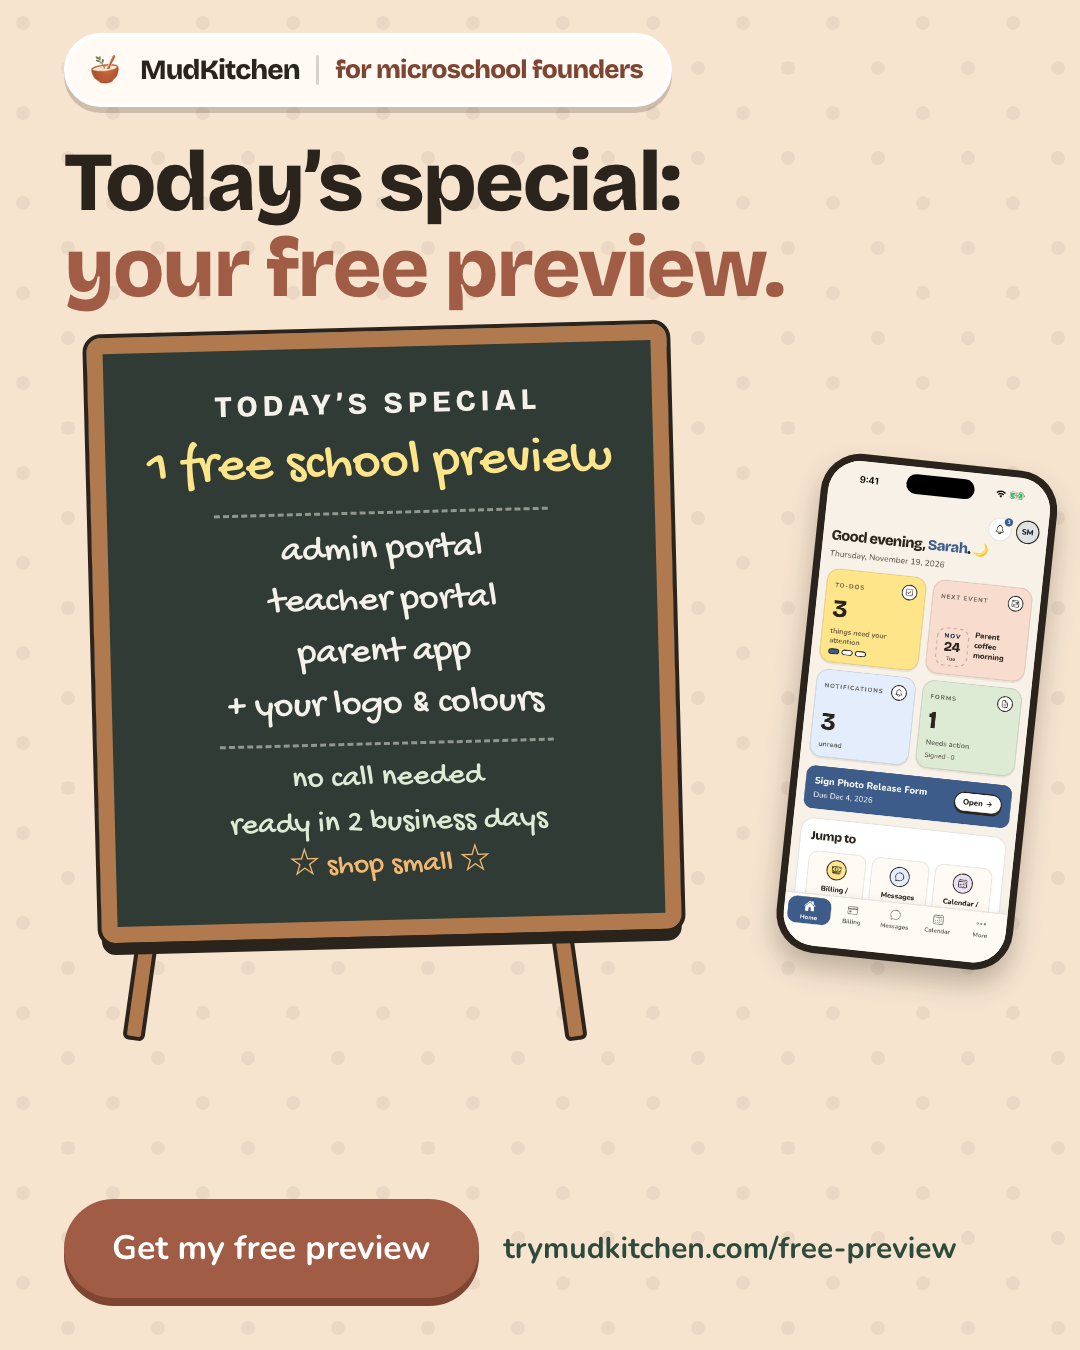 MudKitchen | for microschool founders
Today's special:
your free preview.
TODAY'S SPECIAL
1 free school preview
admin portal
teacher portal
parent app
+ your logo & colours
no call needed
ready in 2 business days
☆ shop small ☆
9:41
3
SM
Good evening, Sarah. 🌙
Thursday, November 19, 2026
TO-DOS
3
things need your
attention
NEXT EVENT
NOV
24
Tue
Parent
coffee
morning
NOTIFICATIONS
3
unread
FORMS
1
Needs action
Signed · 0
Sign Photo Release Form
Due Dec 4, 2026
Open →
Jump to
Billing /
Messages
Calendar /
Home
Billing
Messages
Calendar
More
Get my free preview
trymudkitchen.com/free-preview